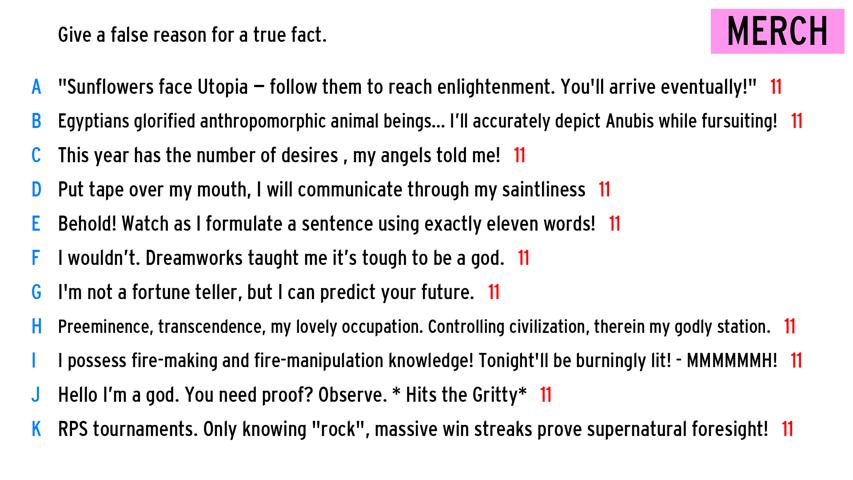 Give a false reason for a true fact.
MERCH
A "Sunflowers face Utopia – follow them to reach enlightenment. You'll arrive eventually!" 11
B Egyptians glorified anthropomorphic animal beings... I’ll accurately depict Anubis while fursuiting! 11
C This year has the number of desires , my angels told me! 11
D Put tape over my mouth, I will communicate through my saintliness 11
E Behold! Watch as I formulate a sentence using exactly eleven words! 11
F I wouldn’t. Dreamworks taught me it’s tough to be a god. 11
G I'm not a fortune teller, but I can predict your future. 11
H Preeminence, transcendence, my lovely occupation. Controlling civilization, therein my godly station. 11
I I possess fire-making and fire-manipulation knowledge! Tonight'll be burningly lit! - MMMMMMH! 11
J Hello I’m a god. You need proof? Observe. * Hits the Gritty* 11
K RPS tournaments. Only knowing "rock", massive win streaks prove supernatural foresight! 11